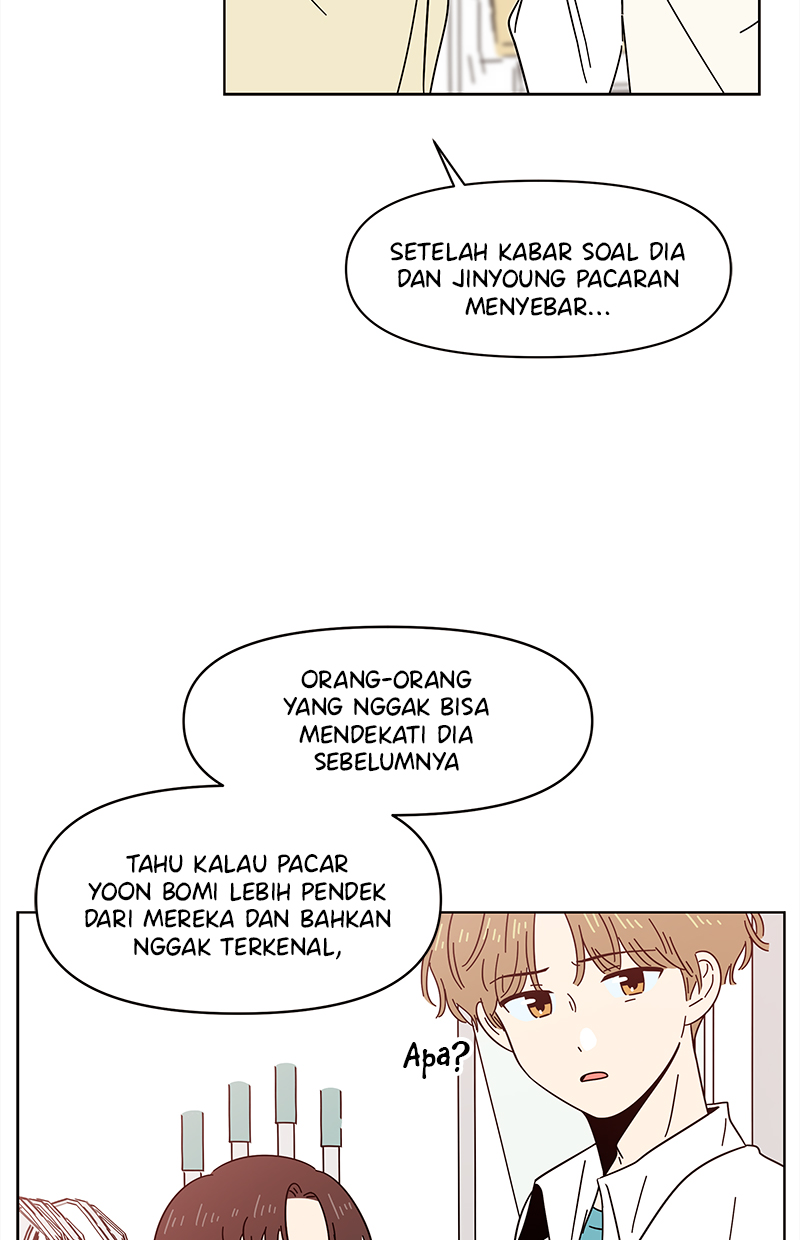 SETELAH KABAR SOAL DIA
DAN JINYOUNG PACARAN
MENYEBAR...
ORANG-ORANG
YANG NGGAK BISA
MENDEKATI DIA
SEBELUMNYA
TAHU KALAU PACAR
YOON BOMI LEBIH PENDEK
DARI MEREKA DAN BAHKAN
NGGAK TERKENAL,
Apa?